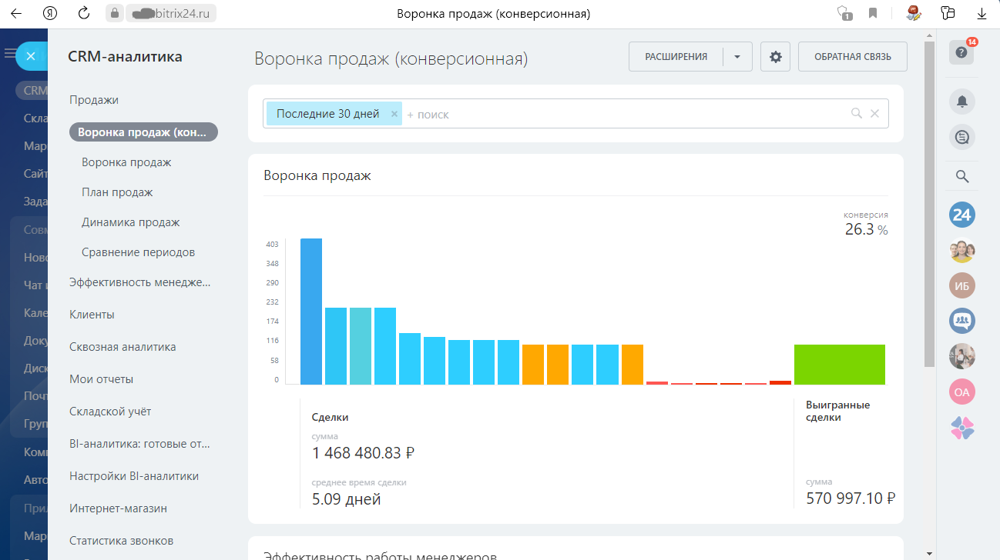 bitrix24.ru
Воронка продаж (конверсионная)
1
CRM-аналитика
Продажи
Воронка продаж (кон...
Воронка продаж
План продаж
Динамика продаж
Сравнение периодов
Эффективность менедже...
Клиенты
Сквозная аналитика
Мои отчеты
Складской учёт
BI-аналитика: готовые от...
Настройки BI-аналитики
Интернет-магазин
Статистика звонков
CRM
Скла
Мар
Сайт
Зада
Совм
Ново
Чат и
Кале
Доку
Диск
Почт
Груп
Комп
Авто
При
Мар
Воронка продаж (конверсионная)
РАСШИРЕНИЯ
ОБРАТНАЯ СВЯЗЬ
Последние 30 дней × + поиск
Воронка продаж
конверсия
26.3 %
403
348
290
232
174
116
58
0
Сделки
сумма
1 468 480.83 ₽
среднее время сделки
5.09 дней
Выигранные
сделки
сумма
570 997.10 ₽
Эффективность работы менеджеров
14
?
24
ИБ
ОА